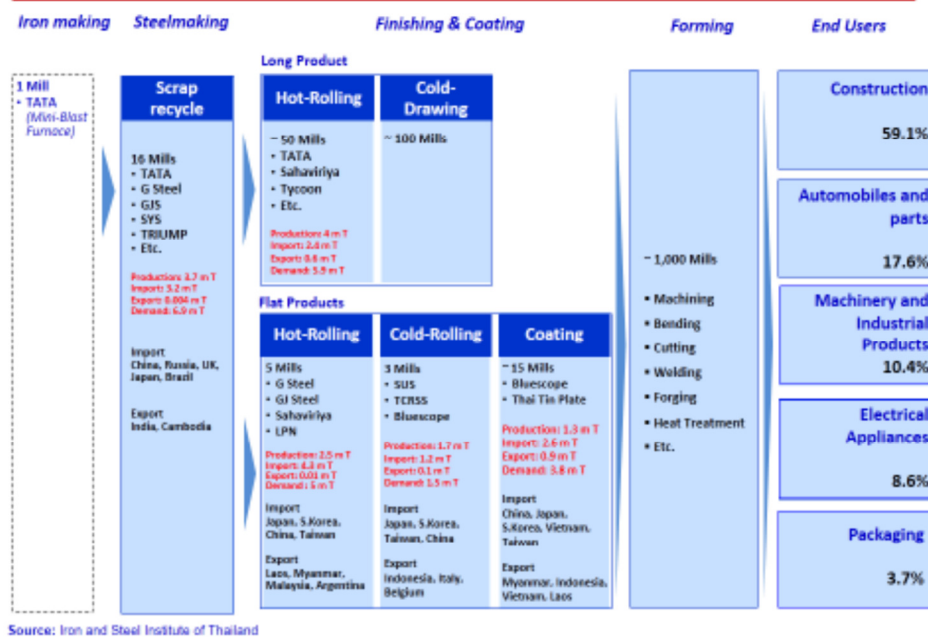 Iron making
Steelmaking
Finishing & Coating
Forming
End Users
1 Mill
• TATA
(Mini-Blast
Furnace)
Scrap
recycle
16 Mills
• TATA
• G Steel
• GJS
• SYS
• TRIUMP
• Etc.
Production: 3.7 m T
Import: 3.2 m T
Export: 0.004 m T
Demand: 6.9 m T
Import
China, Russia, UK,
Japan, Brazil
Export
India, Cambodia
Long Product
Hot-Rolling
~ 50 Mills
• TATA
• Sahaviriya
• Tycoon
• Etc.
Production: 4 m T
Import: 2.4 m T
Export: 0.6 m T
Demand: 5.9 m T
Cold-
Drawing
~ 100 Mills
Flat Products
Hot-Rolling
5 Mills
• G Steel
• GJ Steel
• Sahaviriya
• LPN
Production: 2.5 m T
Import: 4.3 m T
Export: 0.01 m T
Demand: 5 m T
Import
Japan, S.Korea,
China, Taiwan
Export
Laos, Myanmar,
Malaysia, Argentina
Cold-Rolling
3 Mills
• SUS
• TCRSS
• Bluescope
Production: 1.7 m T
Import: 1.2 m T
Export: 0.1 m T
Demand: 1.5 m T
Import
Japan, S.Korea,
Taiwan, China
Export
Indonesia, Italy,
Belgium
Coating
~ 15 Mills
• Bluescope
• Thai Tin Plate
Production: 1.3 m T
Import: 2.6 m T
Export: 0.9 m T
Demand: 3.8 m T
Import
China, Japan,
S.Korea, Vietnam,
Taiwan
Export
Myanmar, Indonesia,
Vietnam, Laos
~ 1,000 Mills
▪ Machining
▪ Bending
▪ Cutting
▪ Welding
▪ Forging
▪ Heat Treatment
▪ Etc.
Construction
59.1%
Automobiles and
parts
17.6%
Machinery and
Industrial
Products
10.4%
Electrical
Appliances
8.6%
Packaging
3.7%
Source: Iron and Steel Institute of Thailand